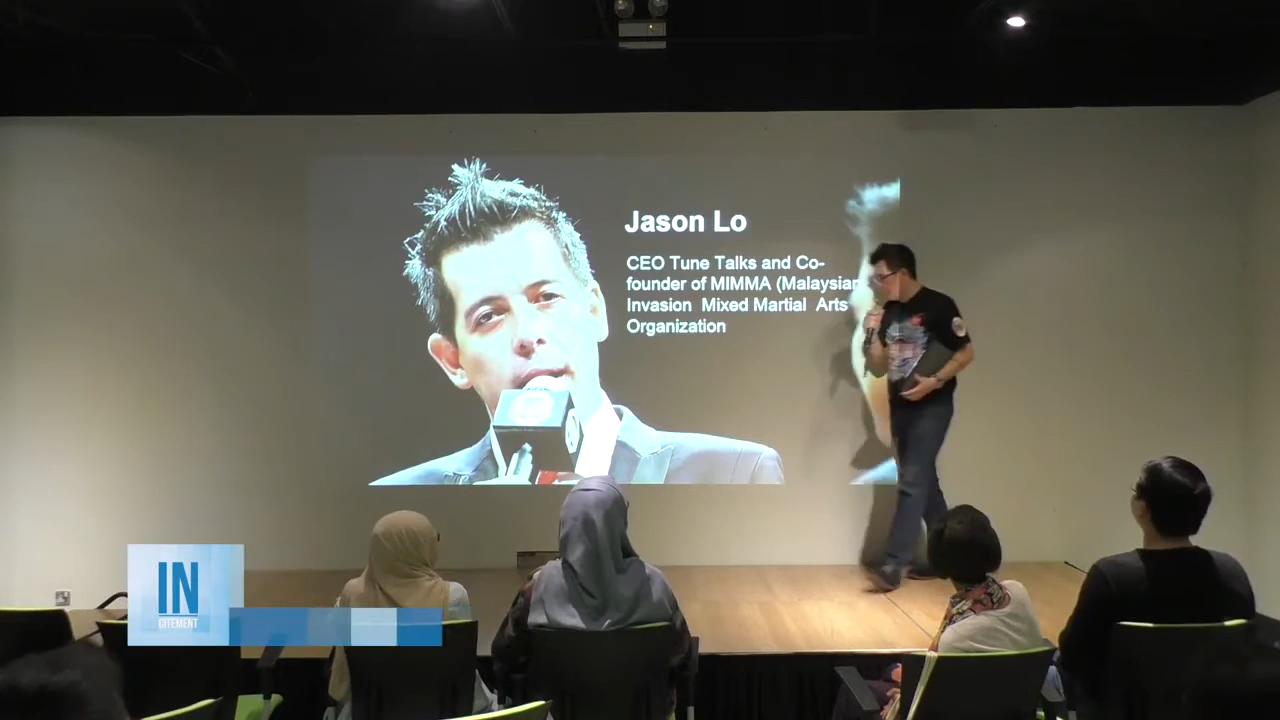 Jason Lo
CEO Tune Talks and Co-
founder of MIMMA (Malaysian
Invasion Mixed Martial Arts
Organization
IN
CITEMENT